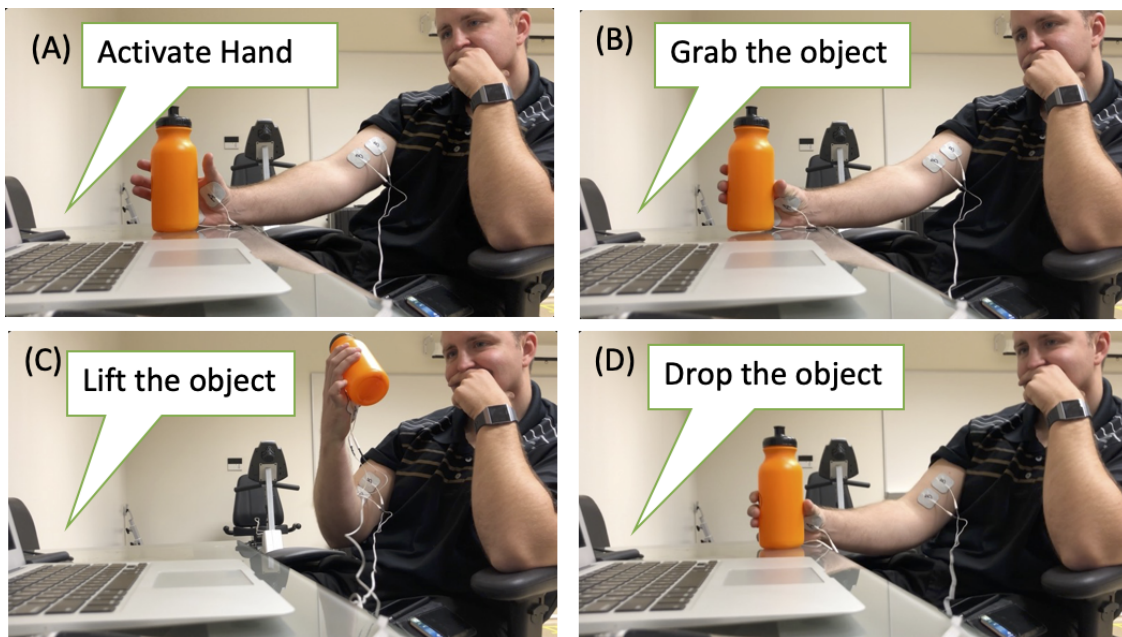 (A)
Activate Hand
(B)
Grab the object
(C)
Lift the object
(D)
Drop the object